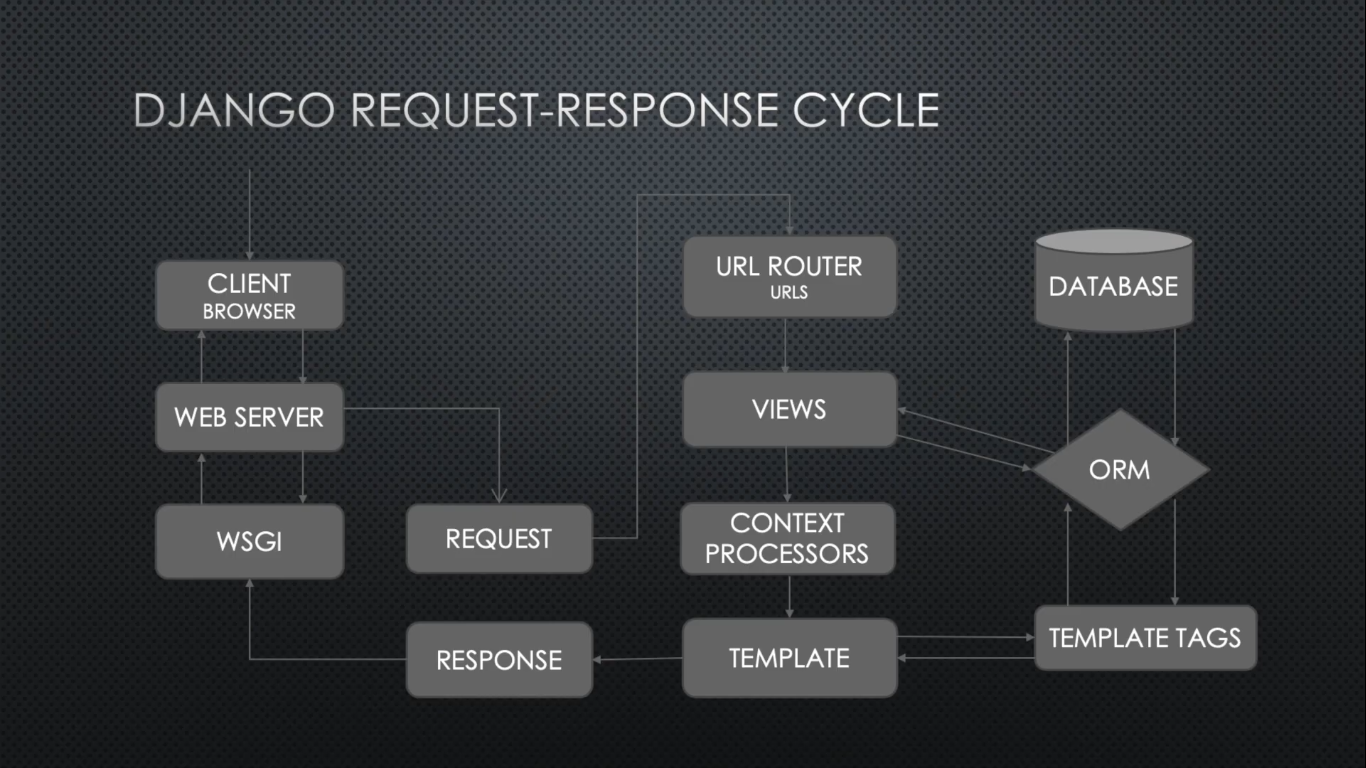 DJANGO REQUEST-RESPONSE CYCLE
CLIENT
BROWSER
WEB SERVER
WSGI
REQUEST
RESPONSE
URL ROUTER
URLS
VIEWS
CONTEXT
PROCESSORS
TEMPLATE
DATABASE
ORM
TEMPLATE TAGS